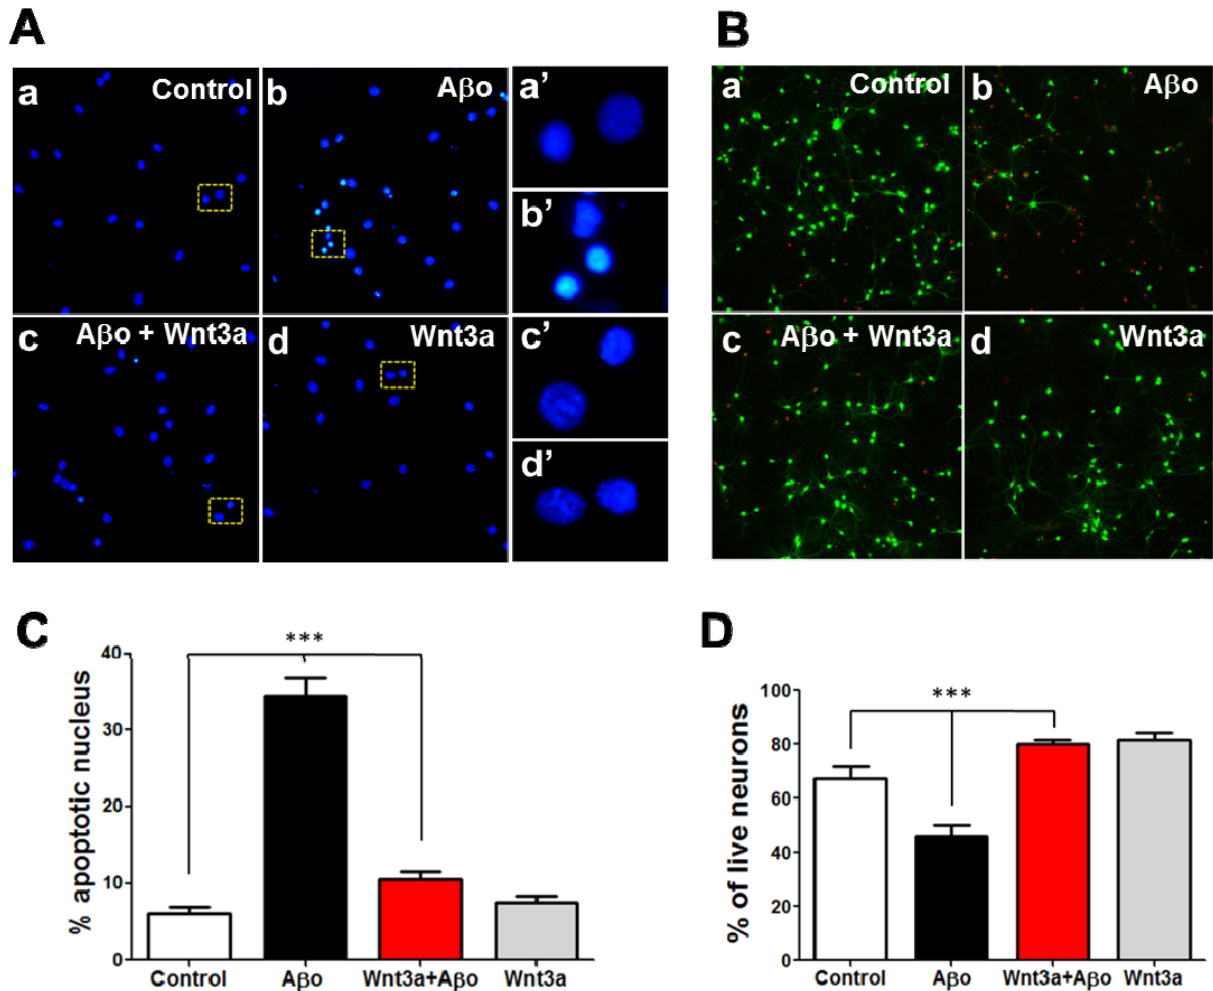 A
B
a
Control
b
Aβo
a’
b’
c
Aβo + Wnt3a
d
Wnt3a
c’
d’
a
Control
b
Aβo
c
Aβo + Wnt3a
d
Wnt3a
C
% apoptotic nucleus
40
30
20
10
0
***
Control
Aβo
Wnt3a+Aβo
Wnt3a
D
% of live neurons
100
80
60
40
20
0
***
Control
Aβo
Wnt3a+Aβo
Wnt3a